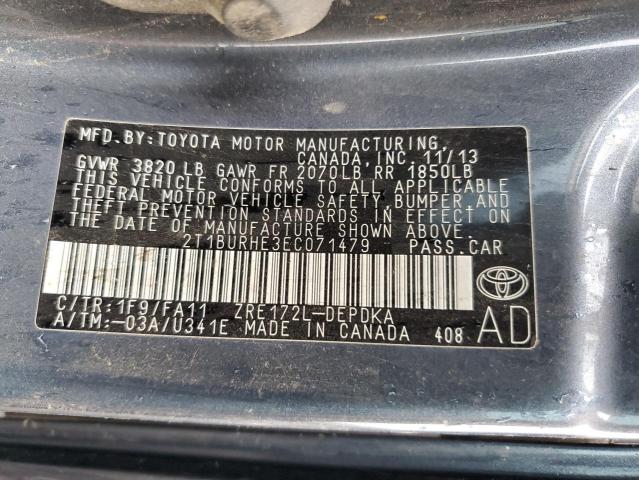 MFD. BY: TOYOTA MOTOR MANUFACTURING,
CANADA, INC. 11/13
GVWR 3820 LB GAWR FR 2070LB RR 1850LB
THIS VEHICLE CONFORMS TO ALL APPLICABLE
FEDERAL MOTOR VEHICLE SAFETY, BUMPER, AND
THEFT PREVENTION STANDARDS IN EFFECT ON
THE DATE OF MANUFACTURE SHOWN ABOVE.
2T1BURHE3EC071479 PASS.CAR
C/TR:1F9/FA11 ZRE172L-DEPDKA
A/TM:-03A/U341E MADE IN CANADA 408 AD